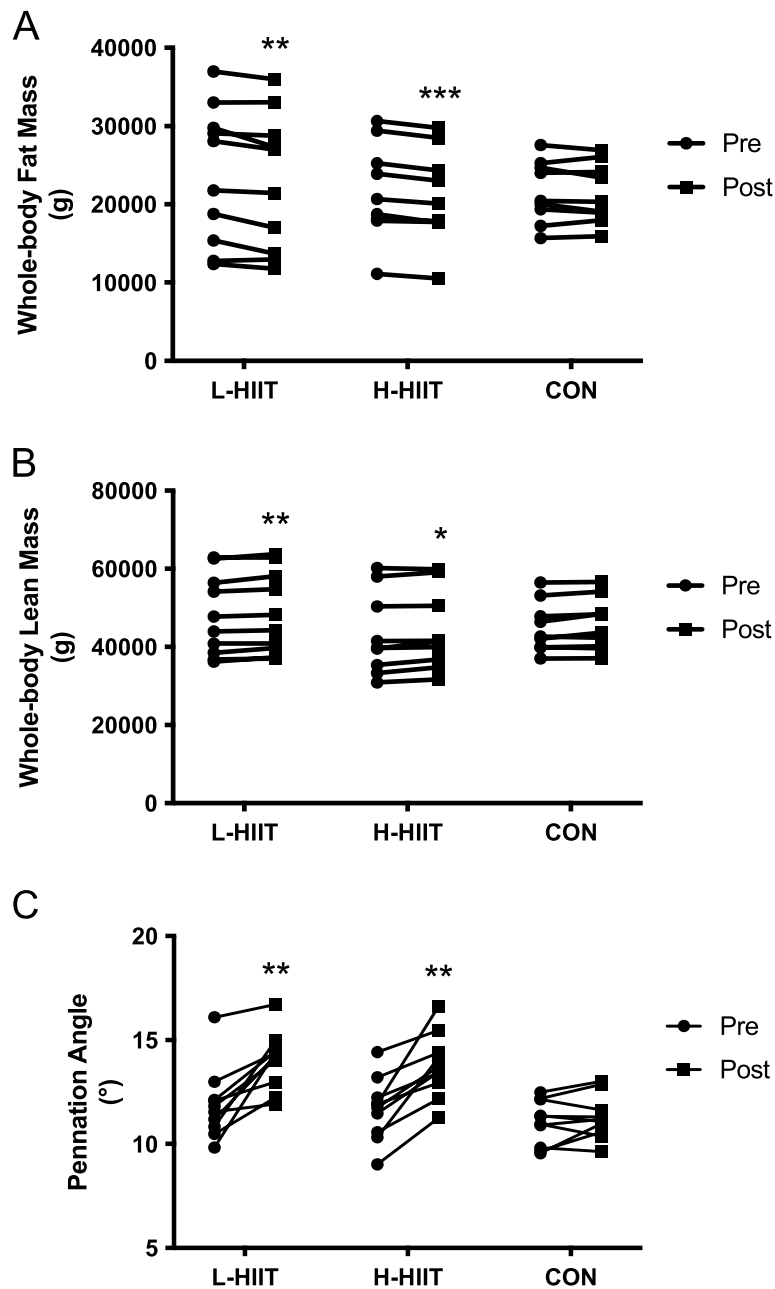 A
Whole-body Fat Mass
(g)
40000
30000
20000
10000
0
**
***
L-HIIT
H-HIIT
CON
Pre
Post
B
Whole-body Lean Mass
(g)
80000
60000
40000
20000
0
**
*
L-HIIT
H-HIIT
CON
Pre
Post
C
Pennation Angle
(°)
20
15
10
5
**
**
L-HIIT
H-HIIT
CON
Pre
Post